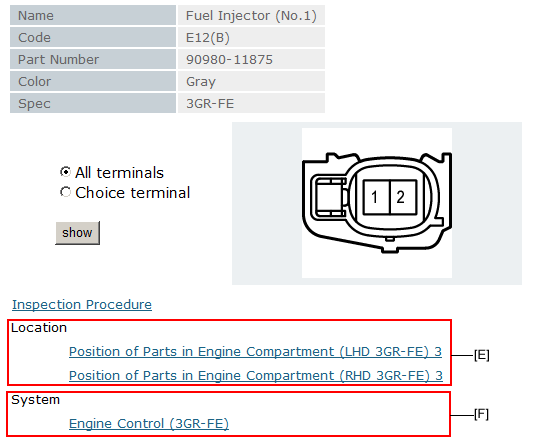 Name Fuel Injector (No.1)
Code E12(B)
Part Number 90980-11875
Color Gray
Spec 3GR-FE
All terminals
Choice terminal
show
1 2
Inspection Procedure
Location
Position of Parts in Engine Compartment (LHD 3GR-FE) 3
[E]
Position of Parts in Engine Compartment (RHD 3GR-FE) 3
System
[F]
Engine Control (3GR-FE)